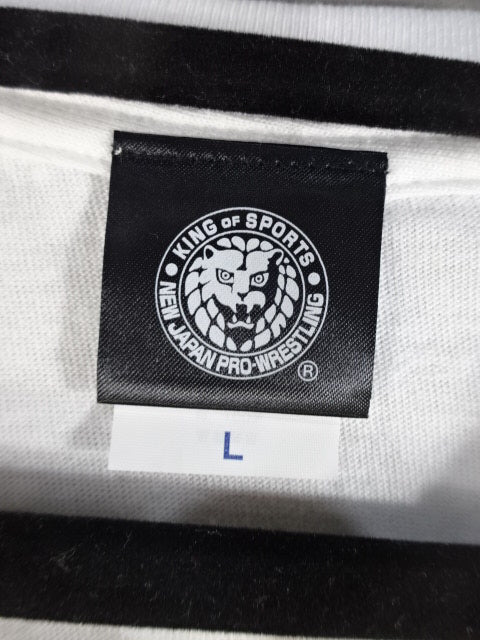 KING OF SPORTS
NEW JAPAN PRO-WRESTLING
®
L